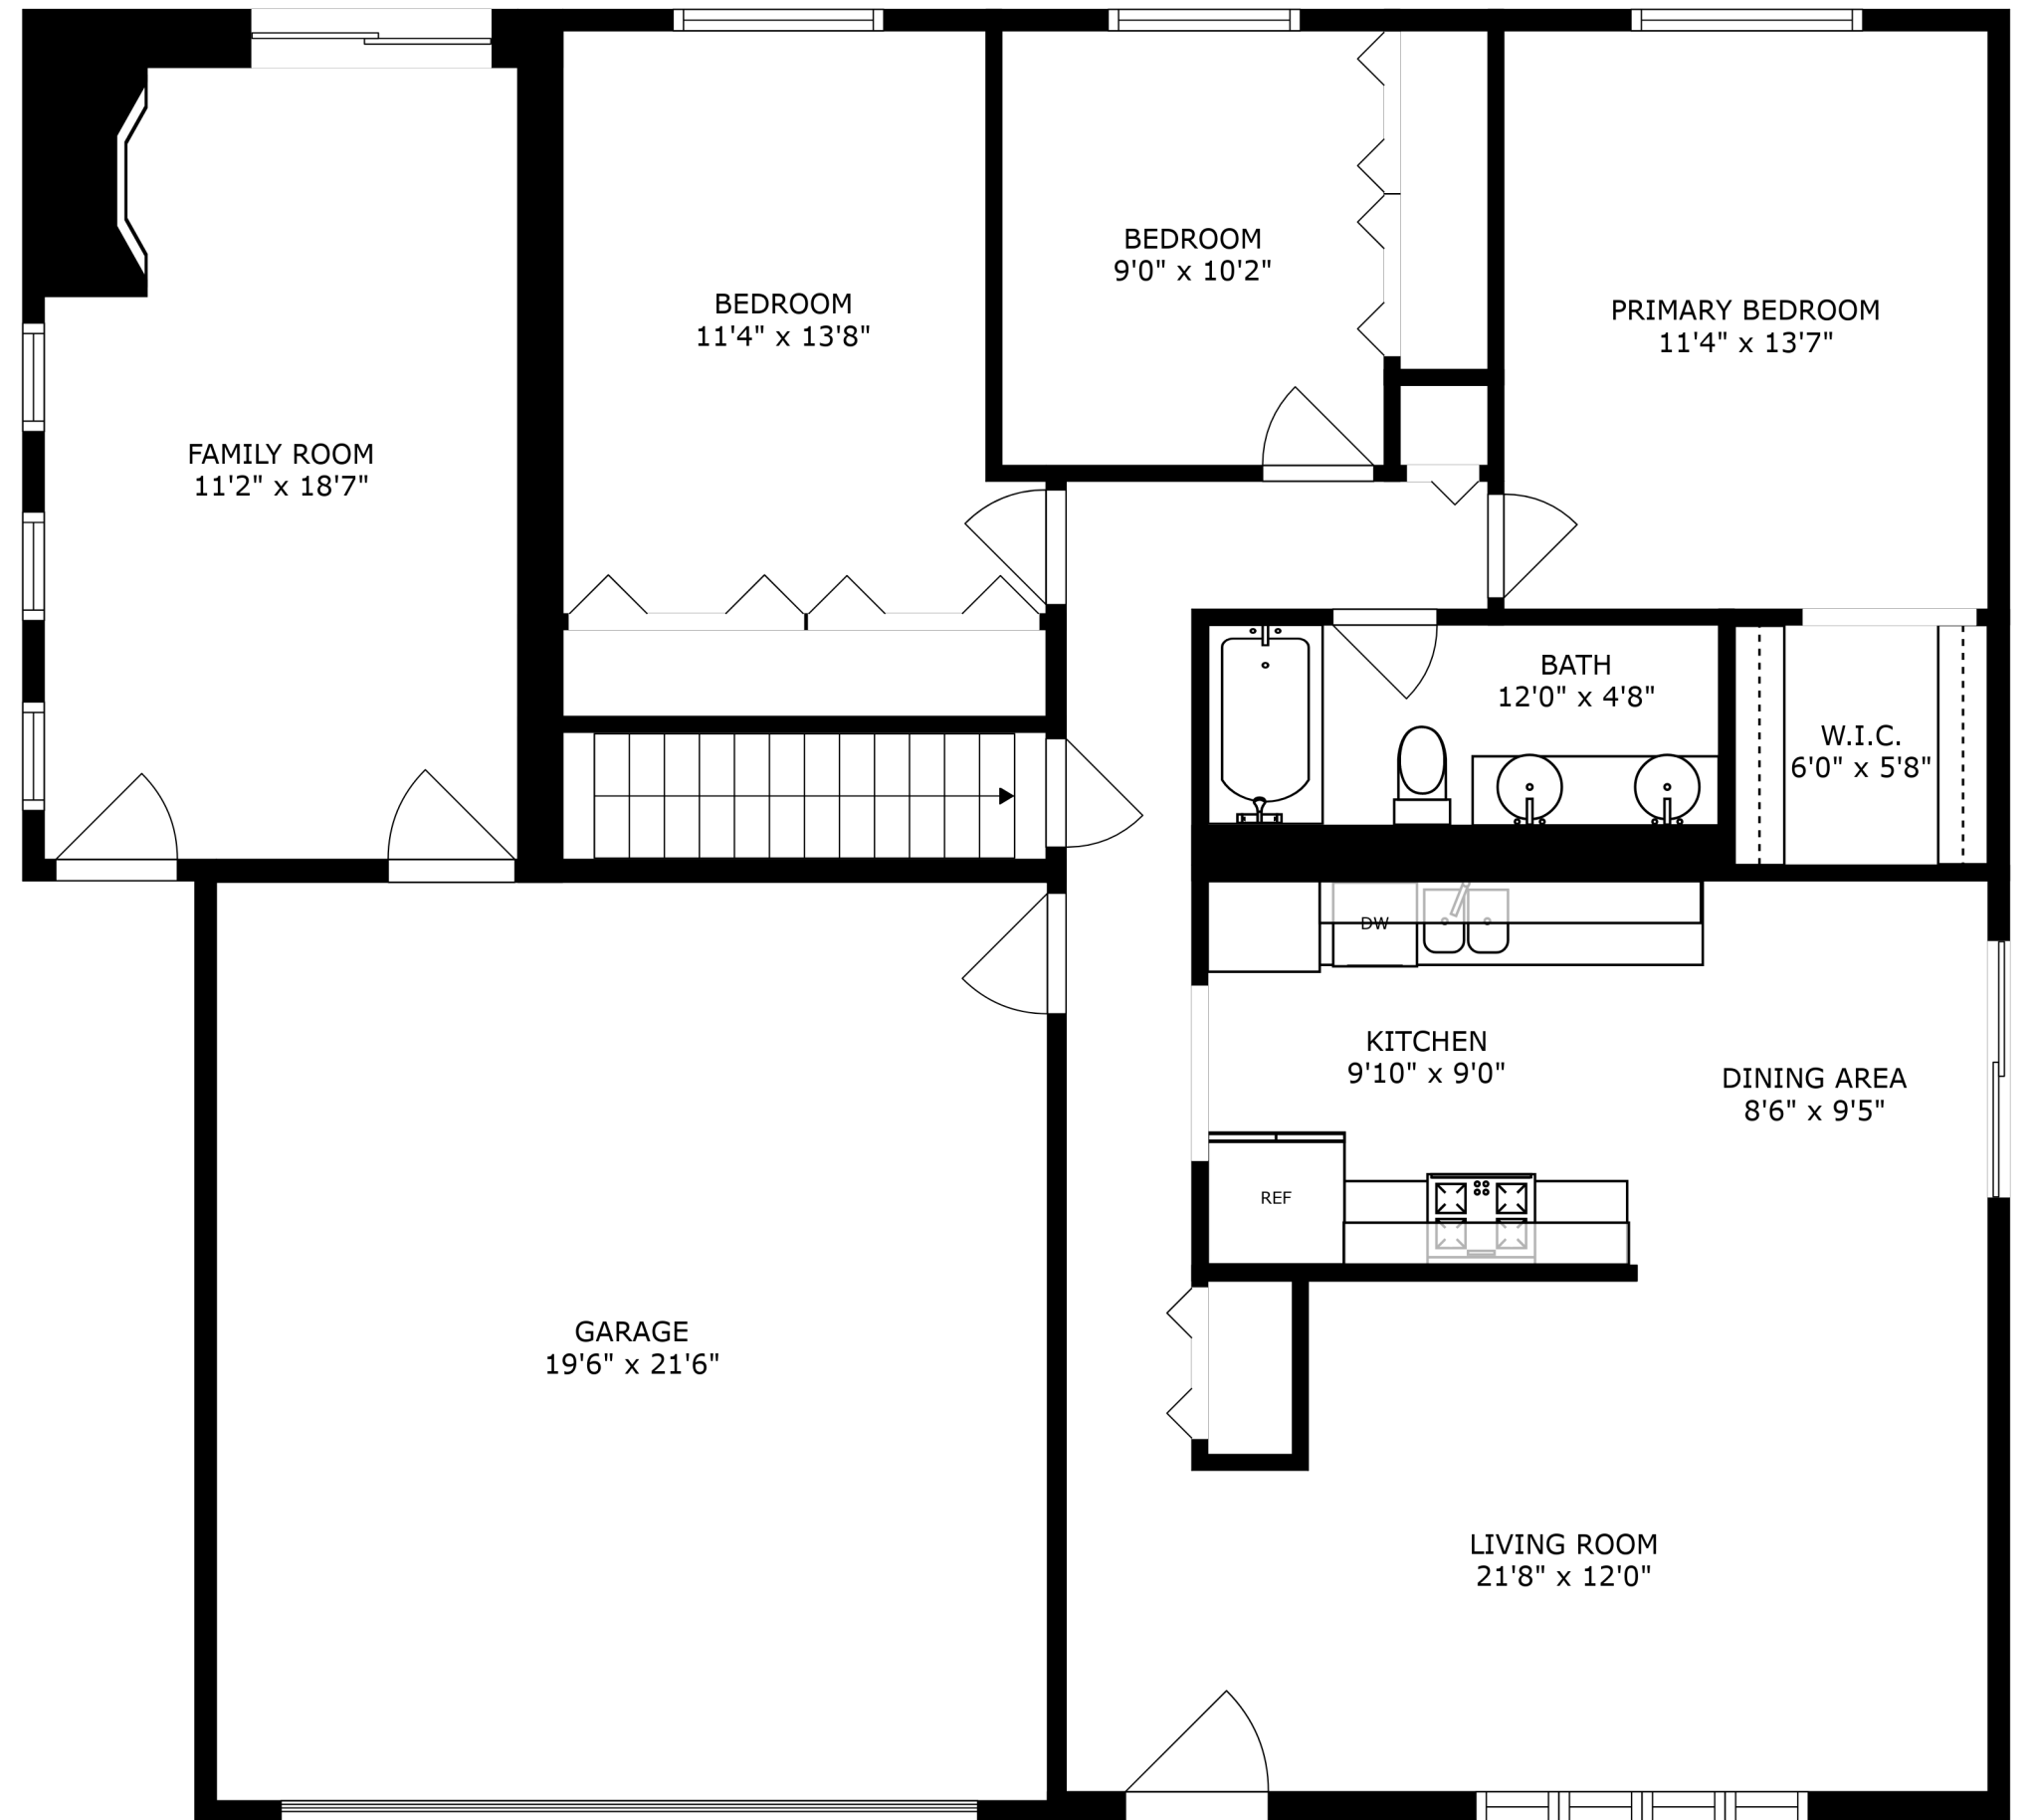 BEDROOM
9'0" x 10'2"
BEDROOM
11'4" x 13'8"
PRIMARY BEDROOM
11'4" x 13'7"
FAMILY ROOM
11'2" x 18'7"
BATH
12'0" x 4'8"
W.I.C.
6'0" x 5'8"
DW
KITCHEN
9'10" x 9'0"
DINING AREA
8'6" x 9'5"
REF
GARAGE
19'6" x 21'6"
LIVING ROOM
21'8" x 12'0"